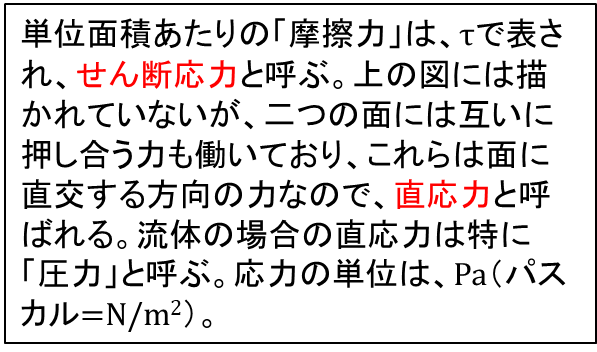 単位面積あたりの「摩擦力」は、τで表さ
れ、せん断応力と呼ぶ。上の図には描
かれていないが、二つの面には互いに
押し合う力も働いており、これらは面に
直交する方向の力なので、直応力と呼
ばれる。流体の場合の直応力は特に
「圧力」と呼ぶ。応力の単位は、Pa（パス
カル=N/m²）。